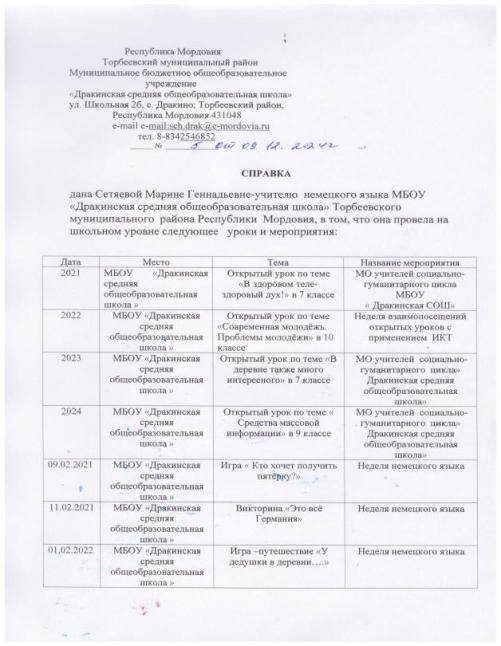 Республика Мордовия
Торбеевский муниципальный район
Муниципальное бюджетное общеобразовательное
учреждение
«Дракинская средняя общеобразовательная школа»
ул. Школьная 2б, с. Дракино; Торбеевский район,
Республика Мордовия 431048
e-mail e-mail:sch.drak@e-mordovia.ru
тел. 8-8342546852
№ 5 от 09.12.2024г
СПРАВКА
дана Сетяевой Марине Геннадьевне-учителю немецкого языка МБОУ
«Дракинская средняя общеобразовательная школа» Торбеевского
муниципального района Республики Мордовия, в том, что она провела на
школьном уровне следующее уроки и мероприятия:
Дата Место Тема Название мероприятия
2021 МБОУ «Дракинская Открытый урок по теме МО учителей социально-
средняя «В здоровом теле- гуманитарного цикла
общеобразовательная здоровый дух!» в 7 классе МБОУ
школа » « Дракинская СОШ»
2022 МБОУ «Дракинская Открытый урок по теме Неделя взаимопосещений
средняя «Современная молодёжь. открытых уроков с
общеобразовательная Проблемы молодёжи» в 10 применением ИКТ
школа » классе
2023 МБОУ «Дракинская Открытый урок по теме «В МО учителей социально-
средняя деревне также много гуманитарного цикла»
общеобразовательная интересного» в 7 классе Дракинская средняя
школа » общеобразовательная
школа»
2024 МБОУ «Дракинская Открытый урок по теме « МО учителей социально-
средняя Средства массовой гуманитарного цикла»
общеобразовательная информации» в 9 классе Дракинская средняя
школа » общеобразовательная
школа»
09.02.2021 МБОУ «Дракинская Игра « Кто хочет получить Неделя немецкого языка
средняя пятёрку?»
общеобразовательная
школа »
11.02.2021 МБОУ «Дракинская Викторина «Это всё Неделя немецкого языка
средняя Германия»
общеобразовательная
школа »
01,02.2022 МБОУ «Дракинская Игра –путешествие «У Неделя немецкого языка
средняя дедушки в деревни….»
общеобразовательная
школа »